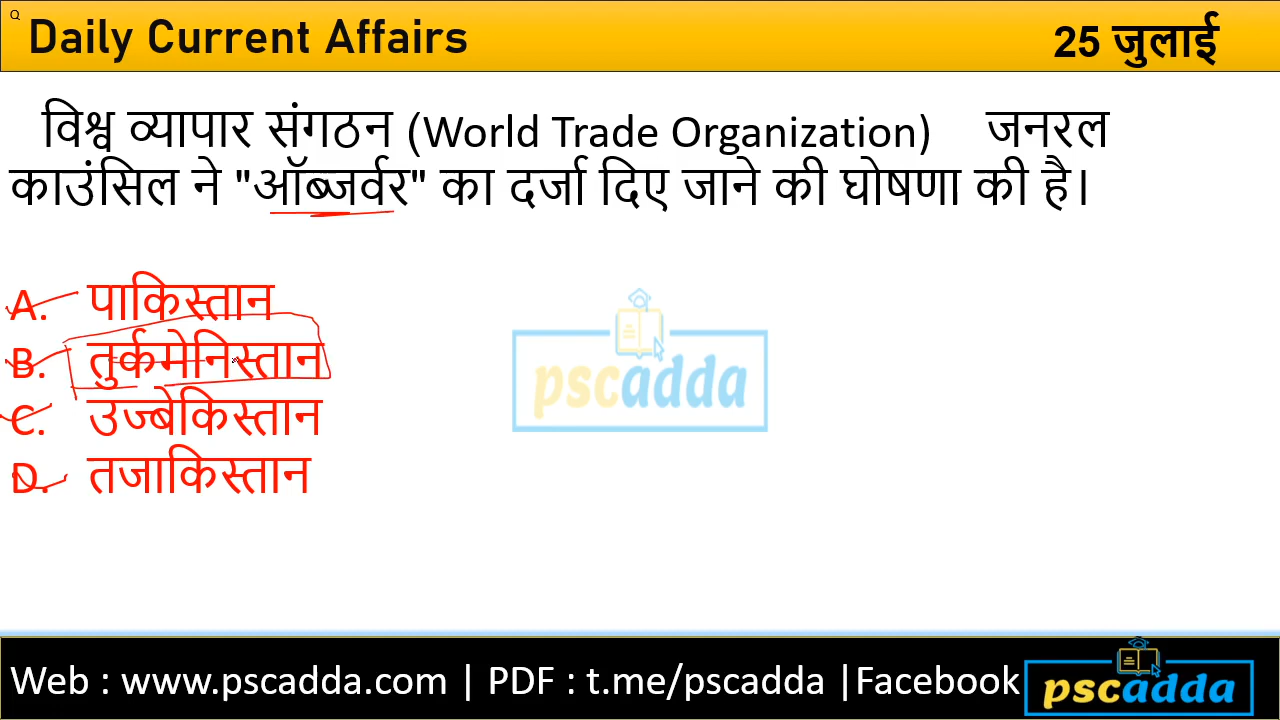 Q
Daily Current Affairs
25 जुलाई
विश्व व्यापार संगठन (World Trade Organization) जनरल
काउंसिल ने "ऑब्जर्वर" का दर्जा दिए जाने की घोषणा की है।
A. पाकिस्तान
B. तुर्कमेनिस्तान
C. उज्बेकिस्तान
D. तजाकिस्तान
pscadda
Web : www.pscadda.com | PDF : t.me/pscadda |Facebook
pscadda